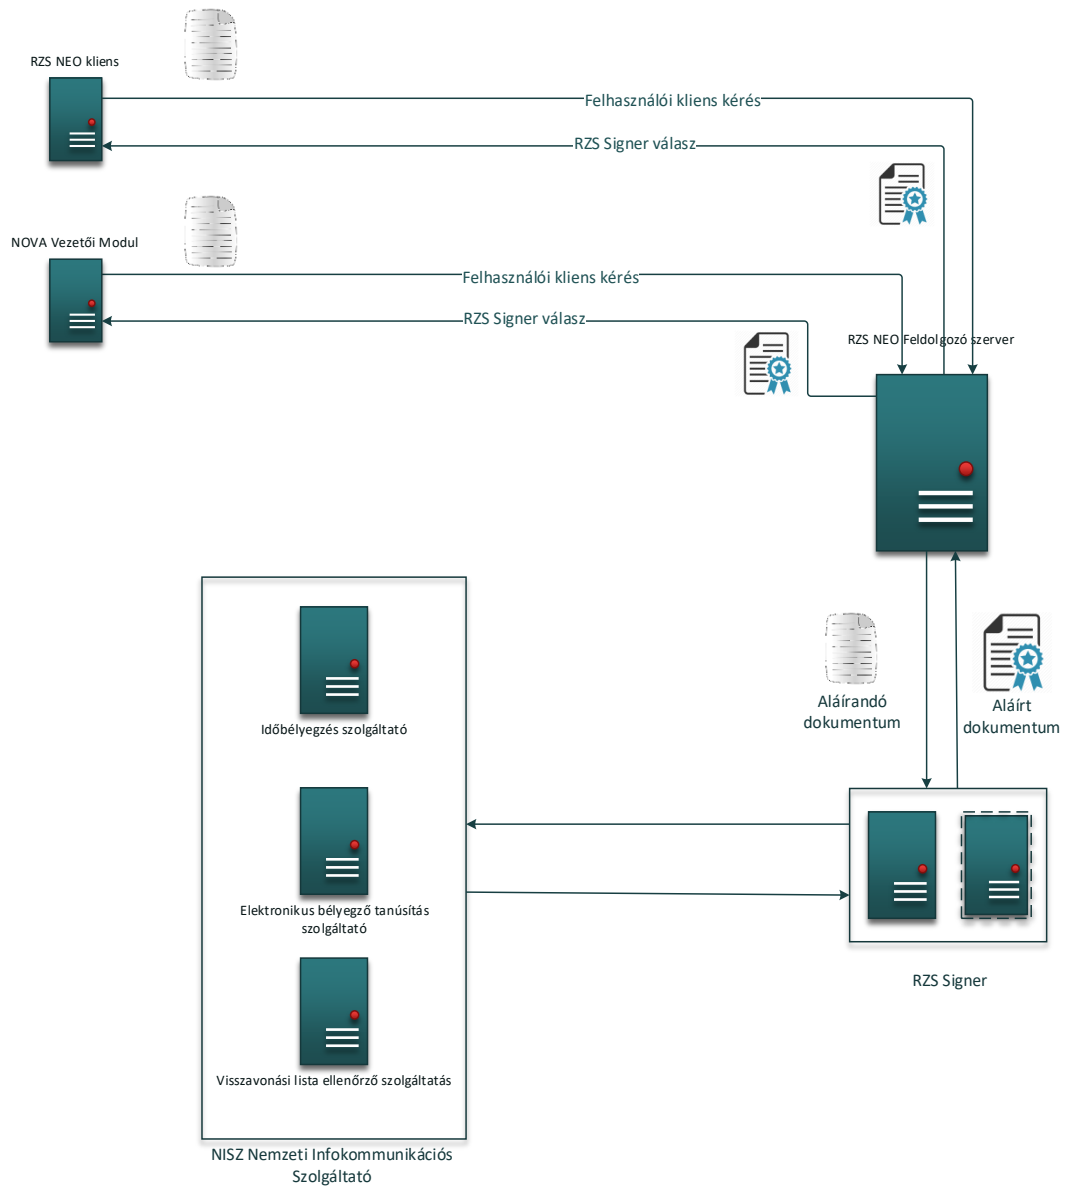 RZS NEO kliens
Felhasználói kliens kérés
RZS Signer válasz
NOVA Vezetői Modul
Felhasználói kliens kérés
RZS Signer válasz
RZS NEO Feldolgozó szerver
Aláírandó
dokumentum
Aláírt
dokumentum
Időbélyegzés szolgáltató
Elektronikus bélyegző tanúsítás
szolgáltató
RZS Signer
Visszavonási lista ellenőrző szolgáltatás
NISZ Nemzeti Infokommunikációs
Szolgáltató